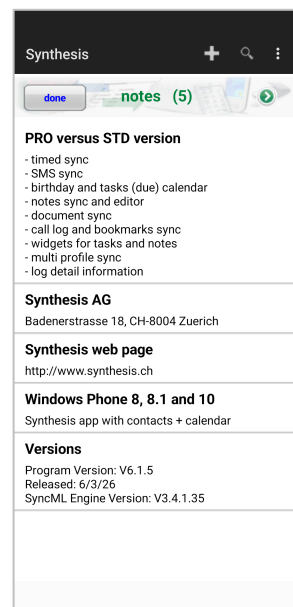 Synthesis
done
notes (5)
PRO versus STD version
- timed sync
- SMS sync
- birthday and tasks (due) calendar
- notes sync and editor
- document sync
- call log and bookmarks sync
- widgets for tasks and notes
- multi profile sync
- log detail information
Synthesis AG
Badenerstrasse 18, CH-8004 Zuerich
Synthesis web page
http://www.synthesis.ch
Windows Phone 8, 8.1 and 10
Synthesis app with contacts + calendar
Versions
Program Version: V6.1.5
Released: 6/3/26
SyncML Engine Version: V3.4.1.35